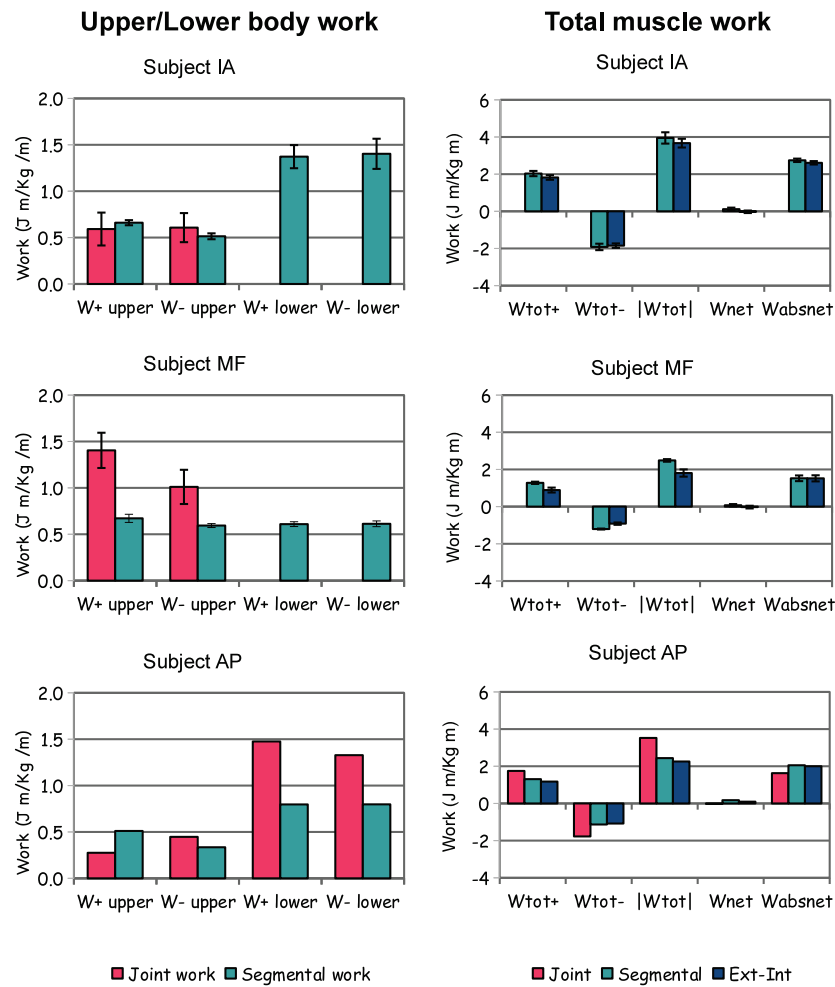 Upper/Lower body work
Total muscle work
Subject IA
2.0
1.5
1.0
0.5
0.0
Work (J m/Kg /m)
W+ upper W- upper W+ lower W- lower
Subject IA
6
4
2
0
-2
-4
Work (J m/Kg m)
Wtot+ Wtot- |Wtot| Wnet Wabsnet
Subject MF
2.0
1.5
1.0
0.5
0.0
Work (J m/Kg /m)
W+ upper W- upper W+ lower W- lower
Subject MF
6
4
2
0
-2
-4
Work (J m/Kg m)
Wtot+ Wtot- |Wtot| Wnet Wabsnet
Subject AP
2.0
1.5
1.0
0.5
0.0
Work (J m/Kg /m)
W+ upper W- upper W+ lower W- lower
Subject AP
6
4
2
0
-2
-4
Work (J m/Kg m)
Wtot+ Wtot- |Wtot| Wnet Wabsnet
Joint work Segmental work
Joint Segmental Ext-Int